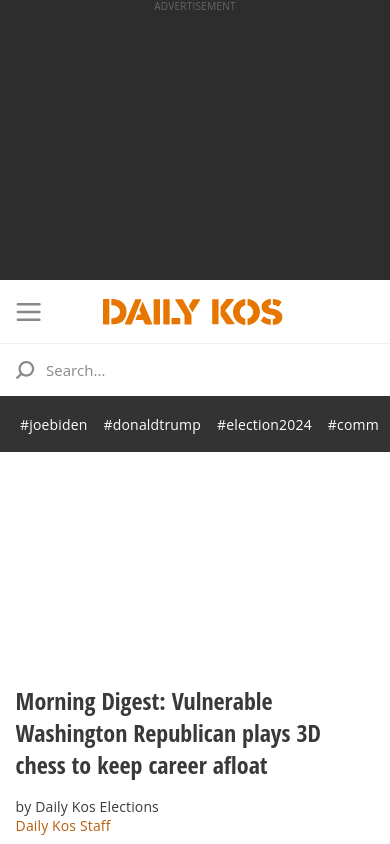 ADVERTISEMENT
DAILY KOS
Search...
#joebiden #donaldtrump #election2024 #comm
Morning Digest: Vulnerable
Washington Republican plays 3D
chess to keep career afloat
by Daily Kos Elections
Daily Kos Staff